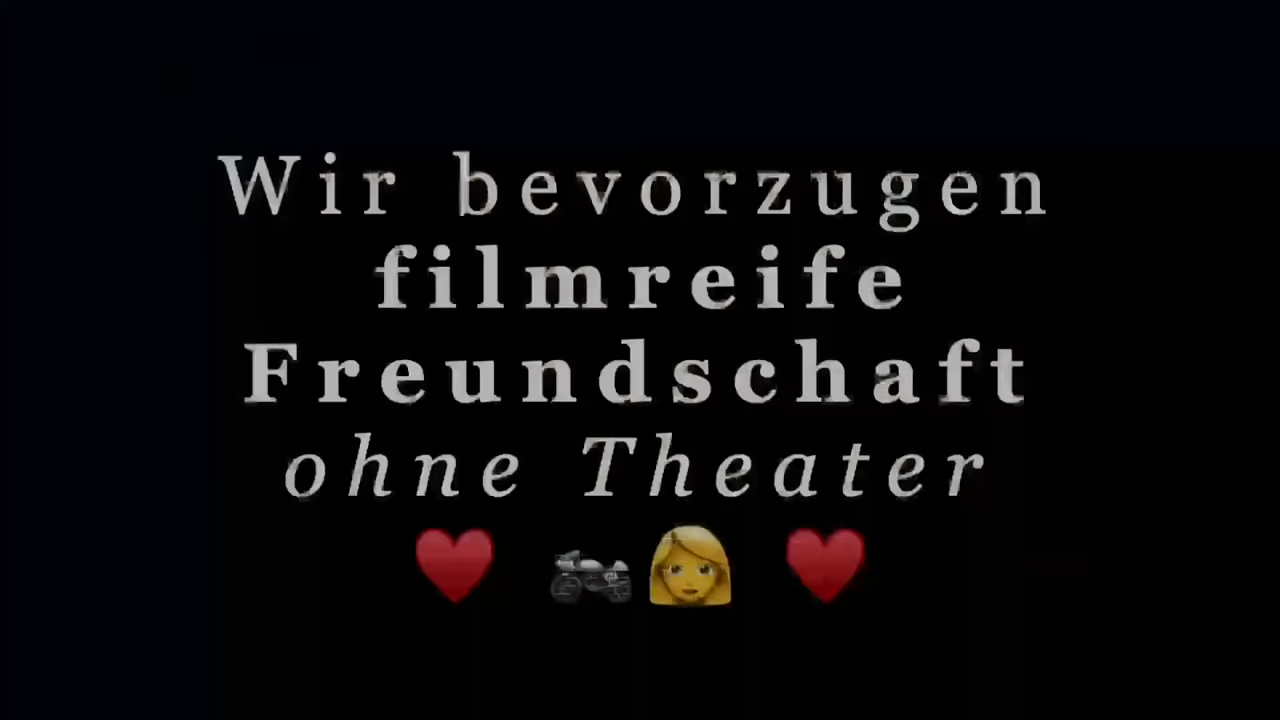 Wir bevorzugen
filmreife
Freundschaft
ohne Theater
♥️ 🏍️👩 ♥️